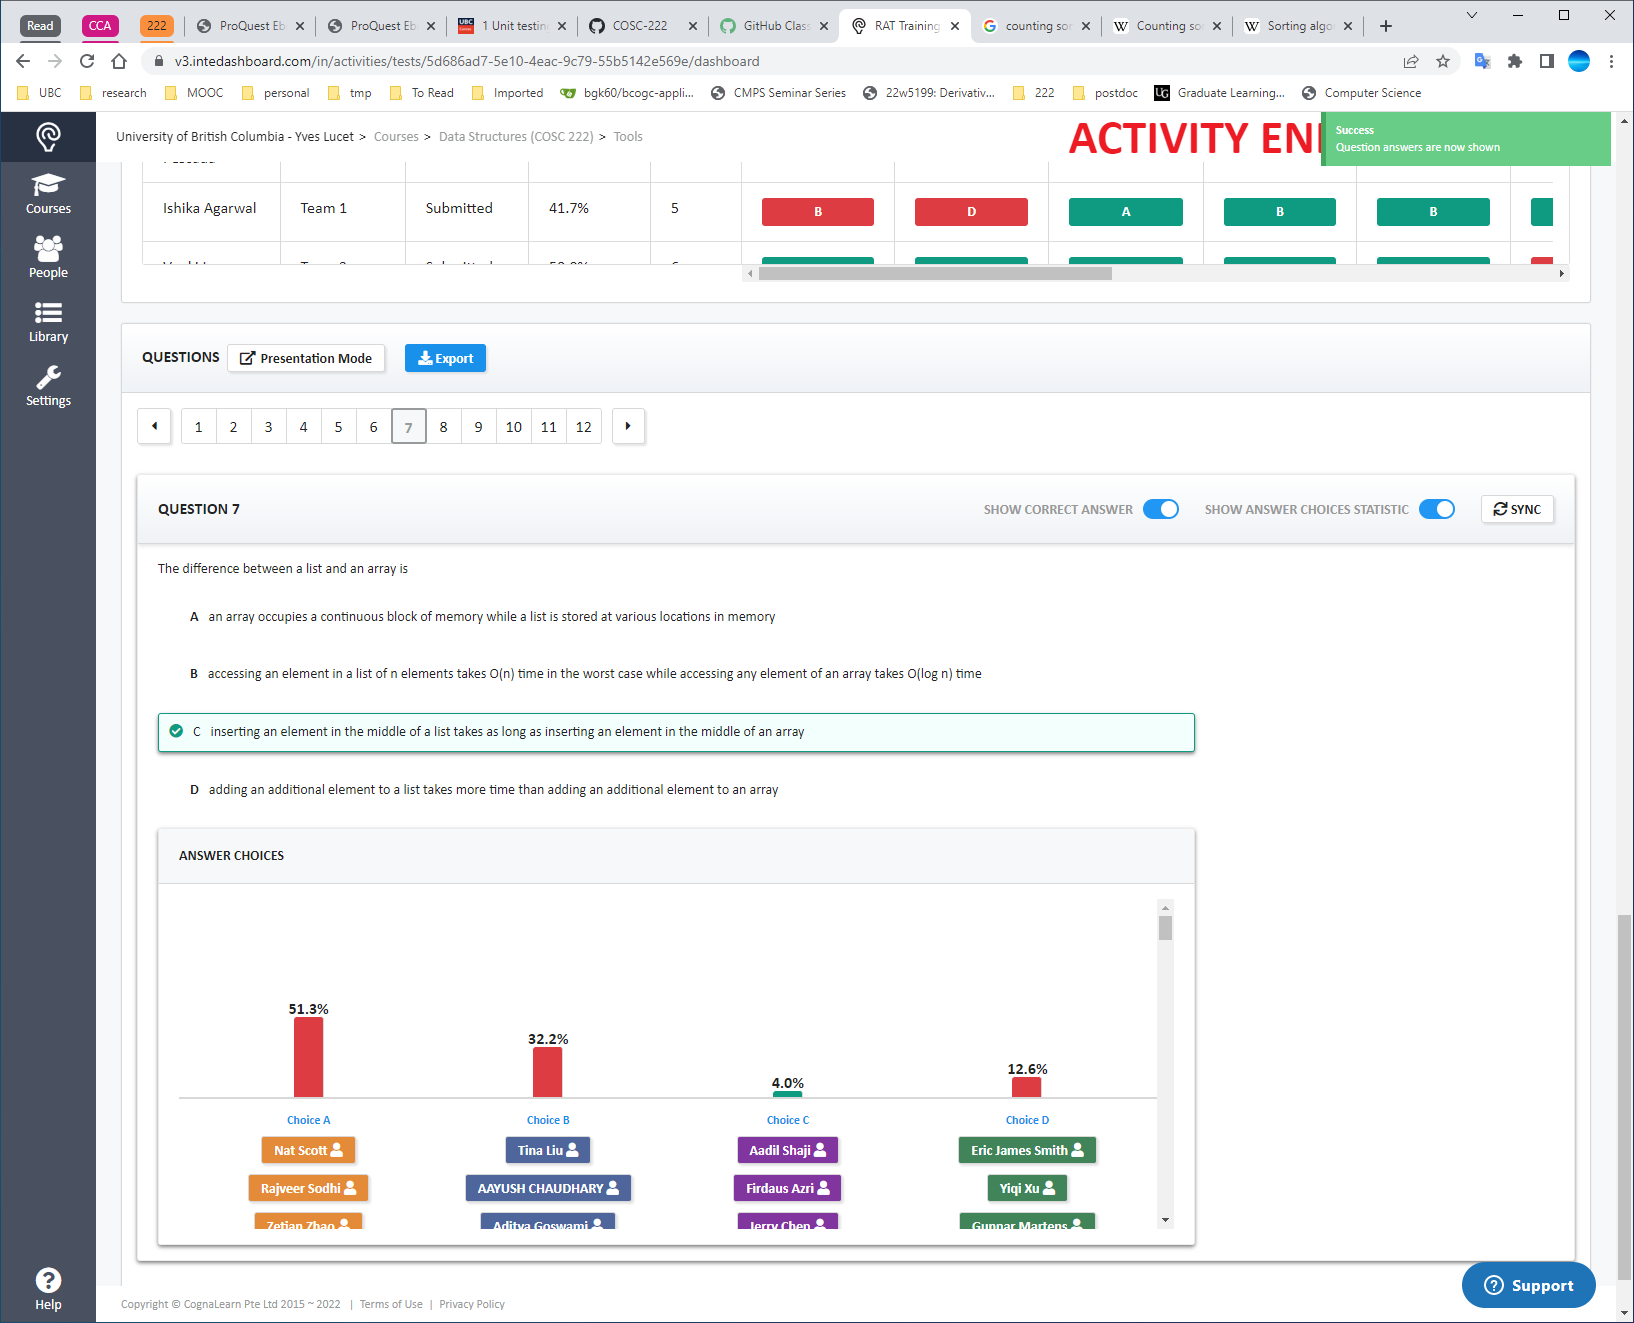 Read CCA 222 ProQuest Eb ProQuest Eb 1 Unit testin COSC-222 GitHub Class RAT Training counting sor Counting so Sorting algo
v3.intedashboard.com/in/activities/tests/5d686ad7-5e10-4eac-9c79-55b5142e569e/dashboard
UBC research MOOC personal tmp To Read Imported bgk60/bcogc-appli... CMPS Seminar Series 22w5199: Derivativ... 222 postdoc Graduate Learning... Computer Science
University of British Columbia - Yves Lucet > Courses > Data Structures (COSC 222) > Tools
ACTIVITY EN
Success
Question answers are now shown
Courses
People
Library
Settings
Help
Ishika Agarwal Team 1 Submitted 41.7% 5 B D A B B
QUESTIONS Presentation Mode Export
1 2 3 4 5 6 7 8 9 10 11 12
QUESTION 7 SHOW CORRECT ANSWER SHOW ANSWER CHOICES STATISTIC SYNC
The difference between a list and an array is
A an array occupies a continuous block of memory while a list is stored at various locations in memory
B accessing an element in a list of n elements takes O(n) time in the worst case while accessing any element of an array takes O(log n) time
C inserting an element in the middle of a list takes as long as inserting an element in the middle of an array
D adding an additional element to a list takes more time than adding an additional element to an array
ANSWER CHOICES
51.3% 32.2% 4.0% 12.6%
Choice A Choice B Choice C Choice D
Nat Scott Tina Liu Aadil Shaji Eric James Smith
Rajveer Sodhi AAYUSH CHAUDHARY Firdaus Azri Yiqi Xu
Zetian Zhao Aditya Goswami Jerry Chen Gunnar Martens
Support
Copyright © CognaLearn Pte Ltd 2015 ~ 2022 | Terms of Use | Privacy Policy